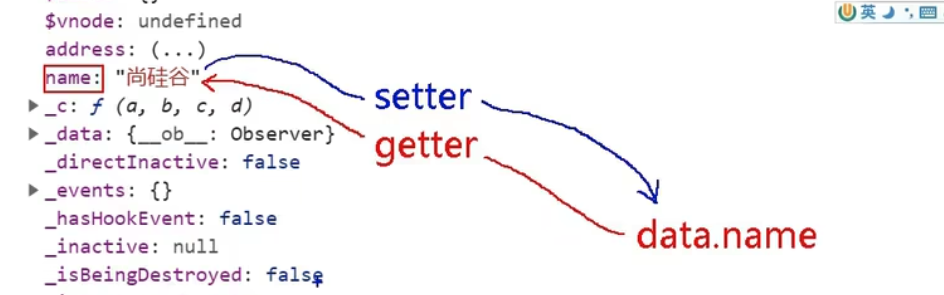 $vnode: undefined
address: (...)
name: "尚硅谷"
▶ _c: ƒ (a, b, c, d)
▶ _data: {__ob__: Observer}
_directInactive: false
▶ _events: {}
_hasHookEvent: false
_inactive: null
_isBeingDestroyed: false
setter
getter
data.name
英